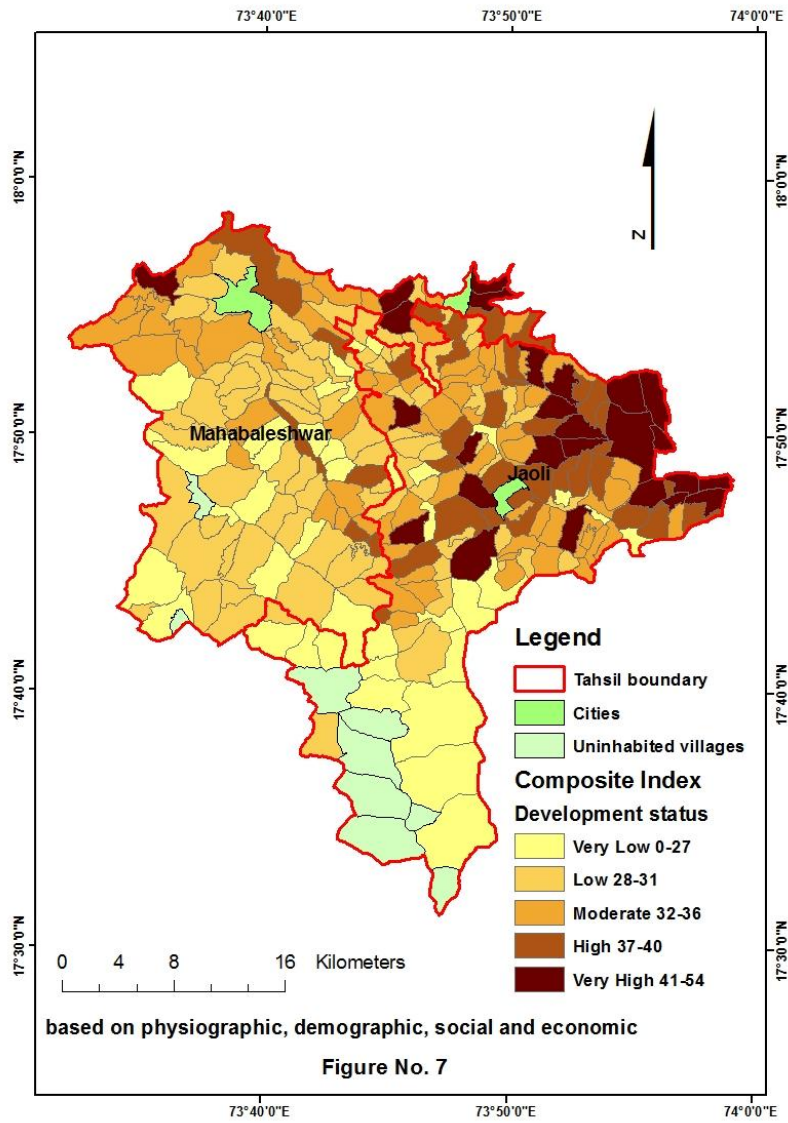 73°40'0"E 73°50'0"E 74°0'0"E
18°0'0"N 18°0'0"N
N
17°50'0"N 17°50'0"N
Mahabaleshwar
Jaoli
Legend
Tahsil boundary
17°40'0"N 17°40'0"N
Cities
Uninhabited villages
Composite Index
Development status
Very Low 0-27
Low 28-31
Moderate 32-36
High 37-40
17°30'0"N 17°30'0"N
0 4 8 16 Kilometers
Very High 41-54
based on physiographic, demographic, social and economic
Figure No. 7
73°40'0"E 73°50'0"E 74°0'0"E